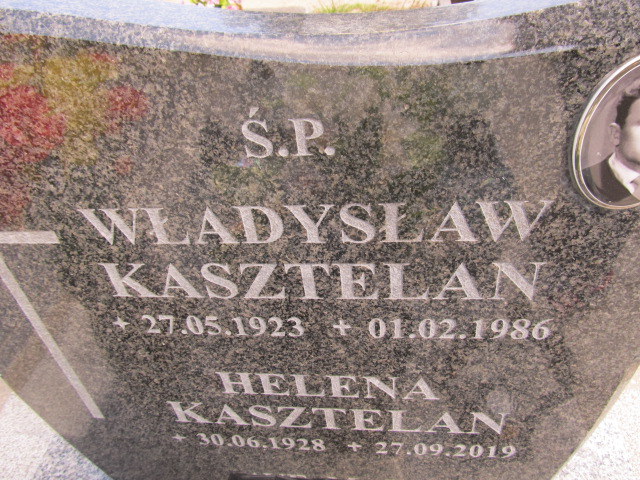 Ś.P.
WŁADYSŁAW
KASZTELAN
+ 27.05.1923 + 01.02.1986
HELENA
KASZTELAN
+ 30.06.1928 + 27.09.2019